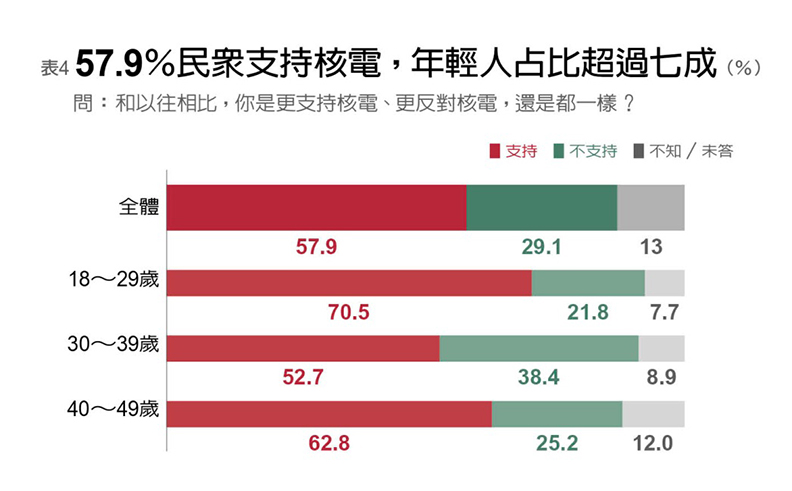 表4 57.9%民眾支持核電，年輕人占比超過七成（%）
問：和以往相比，你是更支持核電、更反對核電，還是都一樣？
支持 不支持 不知／未答
全體
57.9 29.1 13
18～29歲
70.5 21.8 7.7
30～39歲
52.7 38.4 8.9
40～49歲
62.8 25.2 12.0